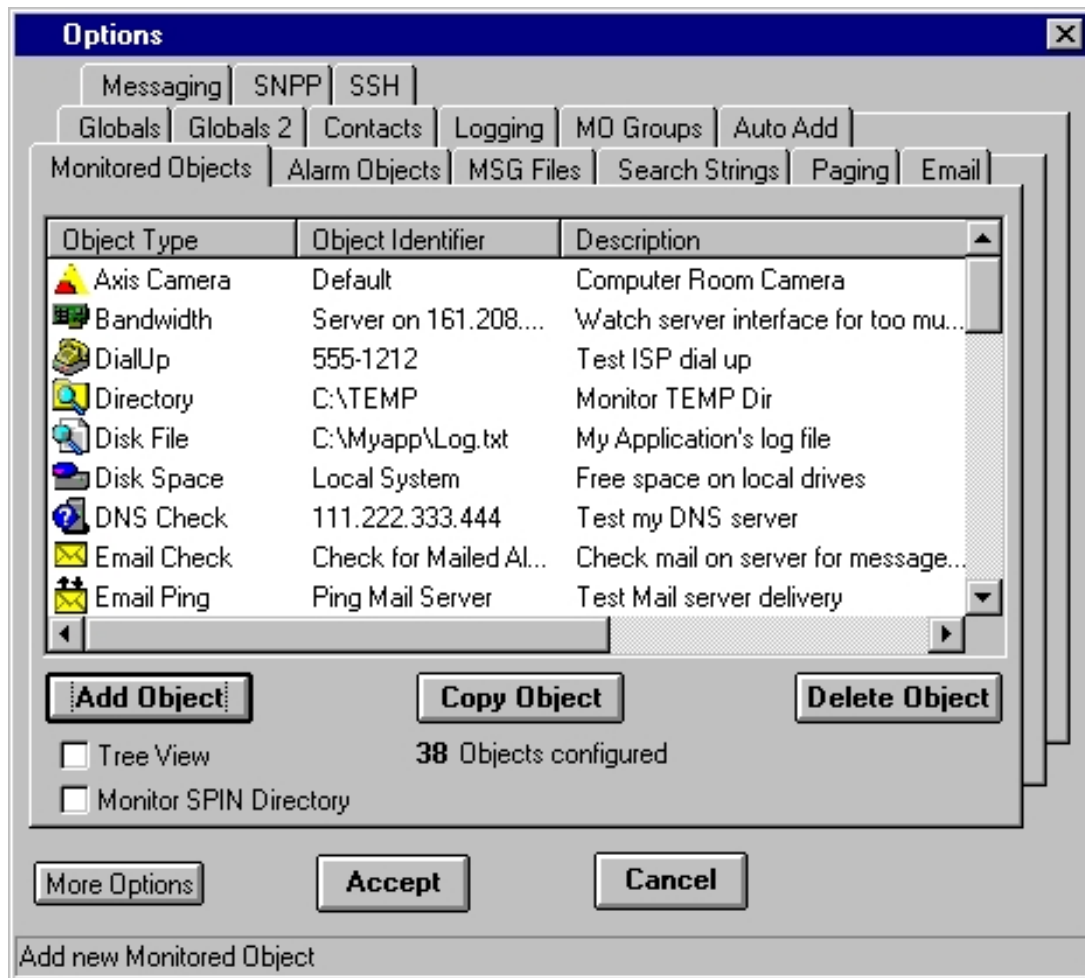 Options
Messaging SNPP SSH
Globals Globals 2 Contacts Logging MO Groups Auto Add
Monitored Objects Alarm Objects MSG Files Search Strings Paging Email
Object Type Object Identifier Description
Axis Camera Default Computer Room Camera
Bandwidth Server on 161.208.... Watch server interface for too mu...
DialUp 555-1212 Test ISP dial up
Directory C:\TEMP Monitor TEMP Dir
Disk File C:\Myapp\Log.txt My Application's log file
Disk Space Local System Free space on local drives
DNS Check 111.222.333.444 Test my DNS server
Email Check Check for Mailed Al... Check mail on server for message...
Email Ping Ping Mail Server Test Mail server delivery
Add Object Copy Object Delete Object
Tree View 38 Objects configured
Monitor SPIN Directory
More Options Accept Cancel
Add new Monitored Object